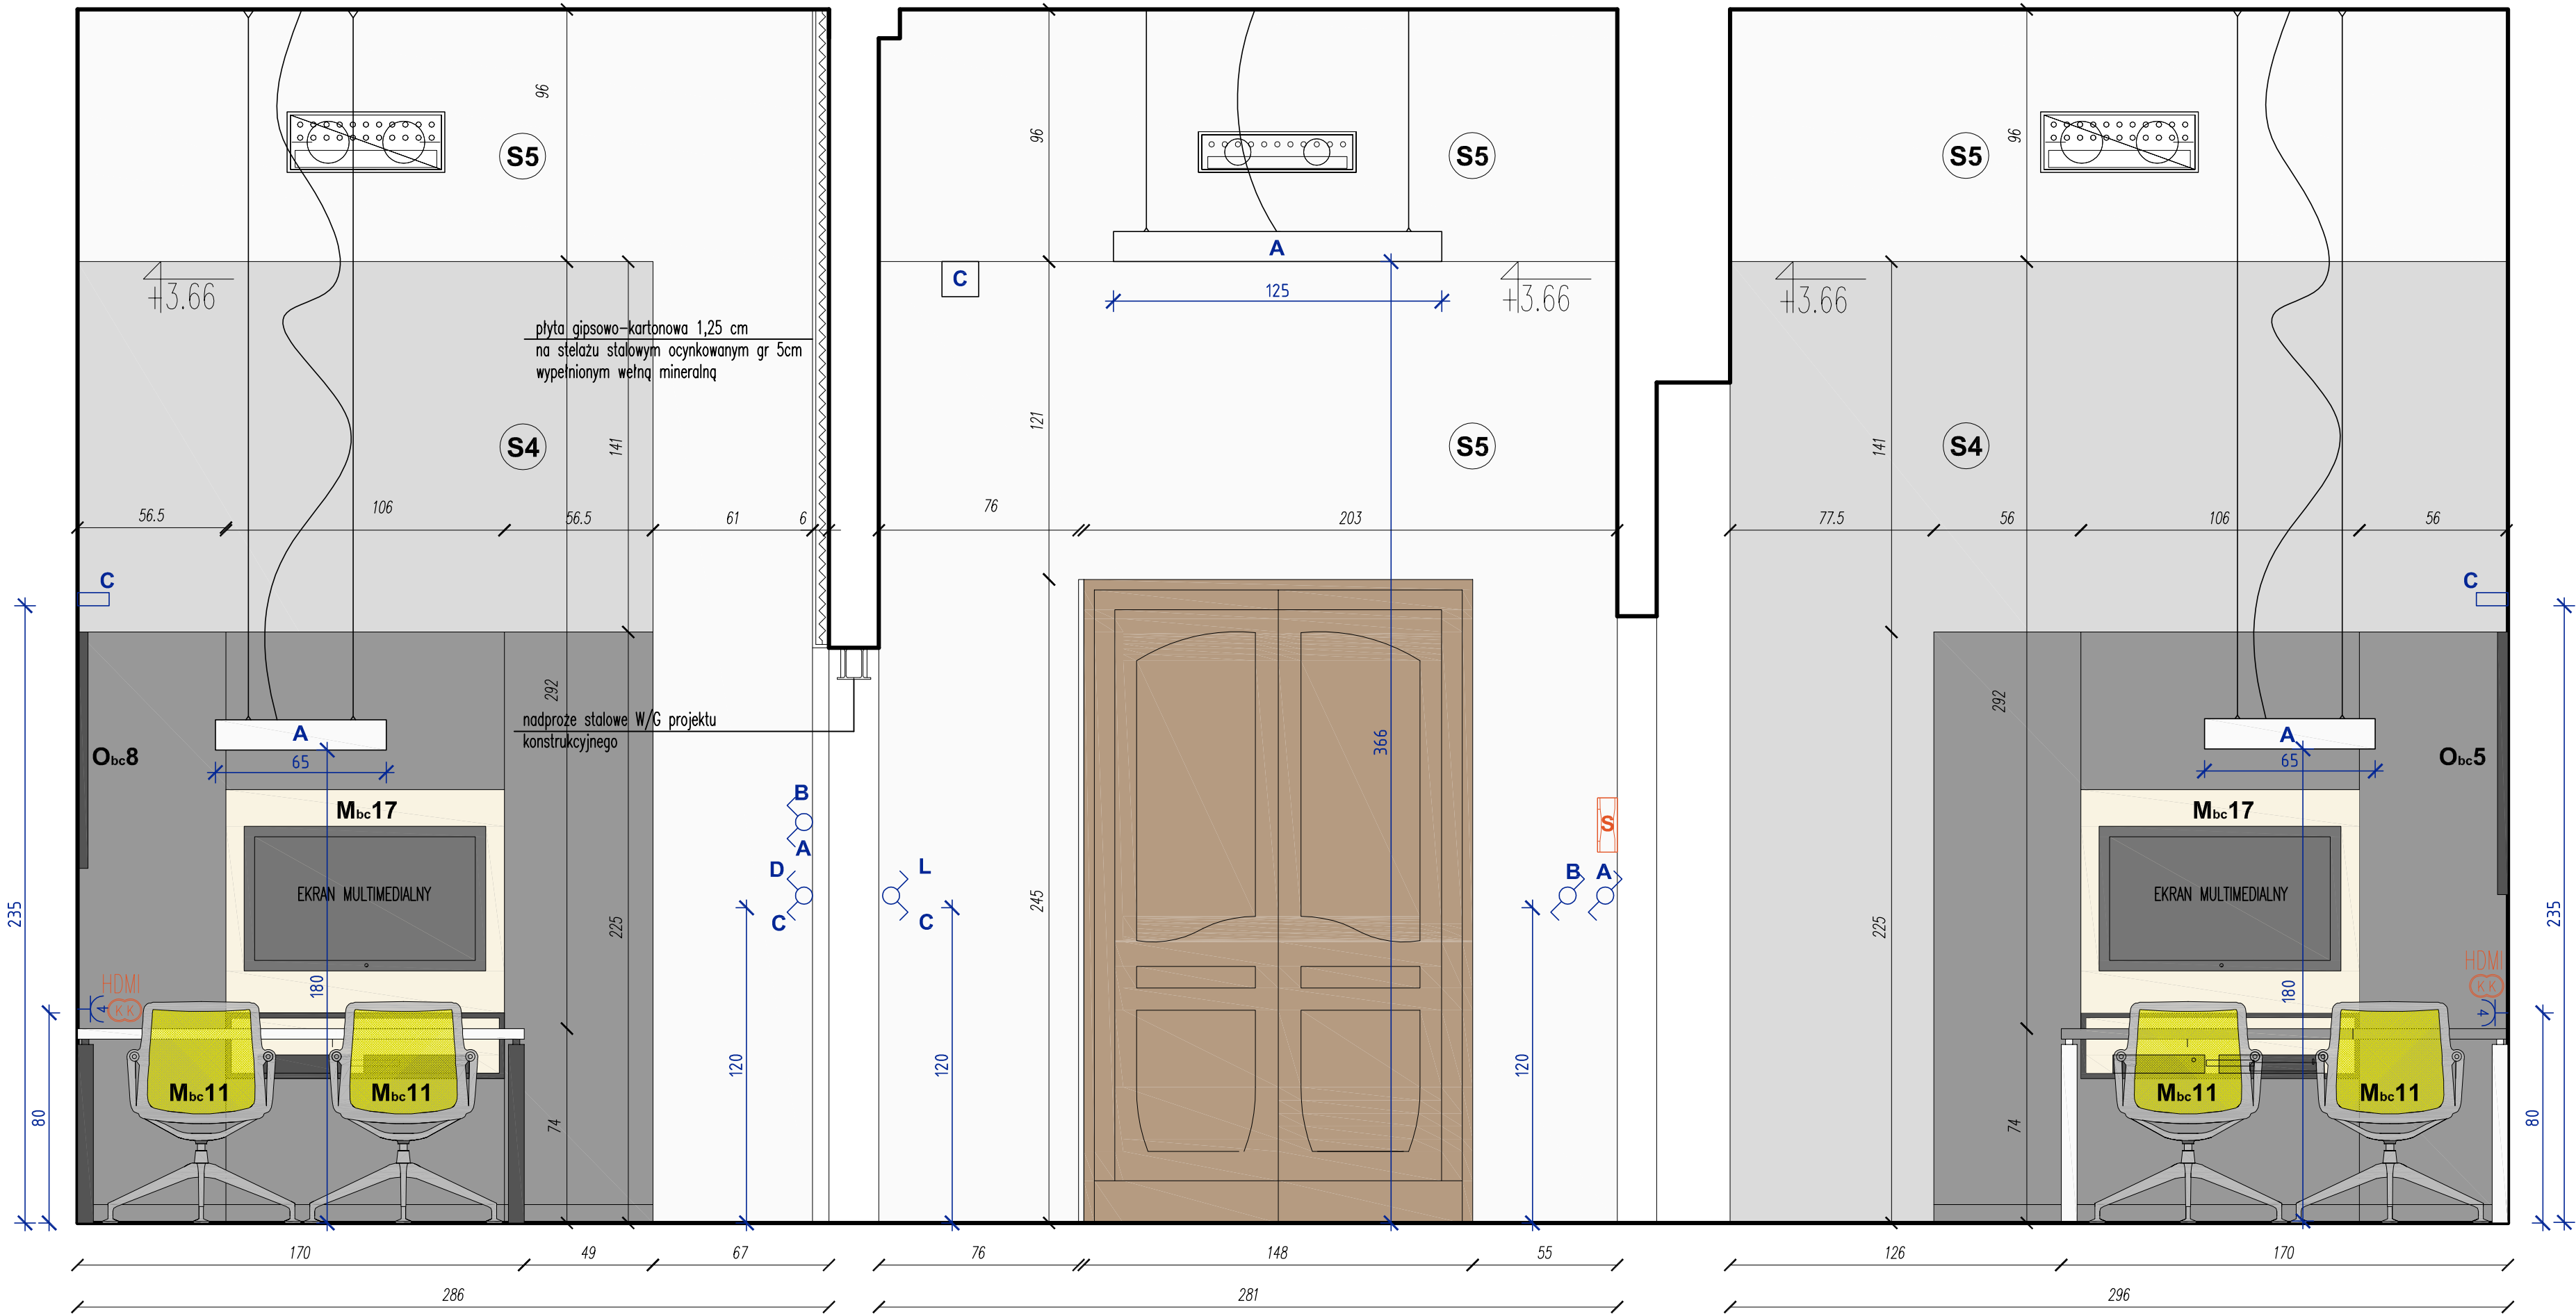 96
96
96
S5
S5
S5
A
C
125
+3.66
+3.66
+3.66
płyta gipsowo-kartonowa 1,25 cm
na stelażu stalowym ocynkowanym gr 5cm
wypełnionym wełną mineralną
121
S4
141
S5
141
S4
56.5
106
56.5
61
6
76
203
77.5
56
106
56
C
C
292
292
nadproże stalowe W/G projektu
konstrukcyjnego
366
A
65
A
65
Obc8
Obc5
Mbc17
Mbc17
B
A
D
C
L
C
S
B
A
EKRAN MULTIMEDIALNY
EKRAN MULTIMEDIALNY
235
225
245
225
235
HDMI
KK
4
180
HDMI
KK
4
180
120
120
120
Mbc11
Mbc11
Mbc11
Mbc11
80
74
74
80
170
49
67
76
148
55
126
170
286
281
296